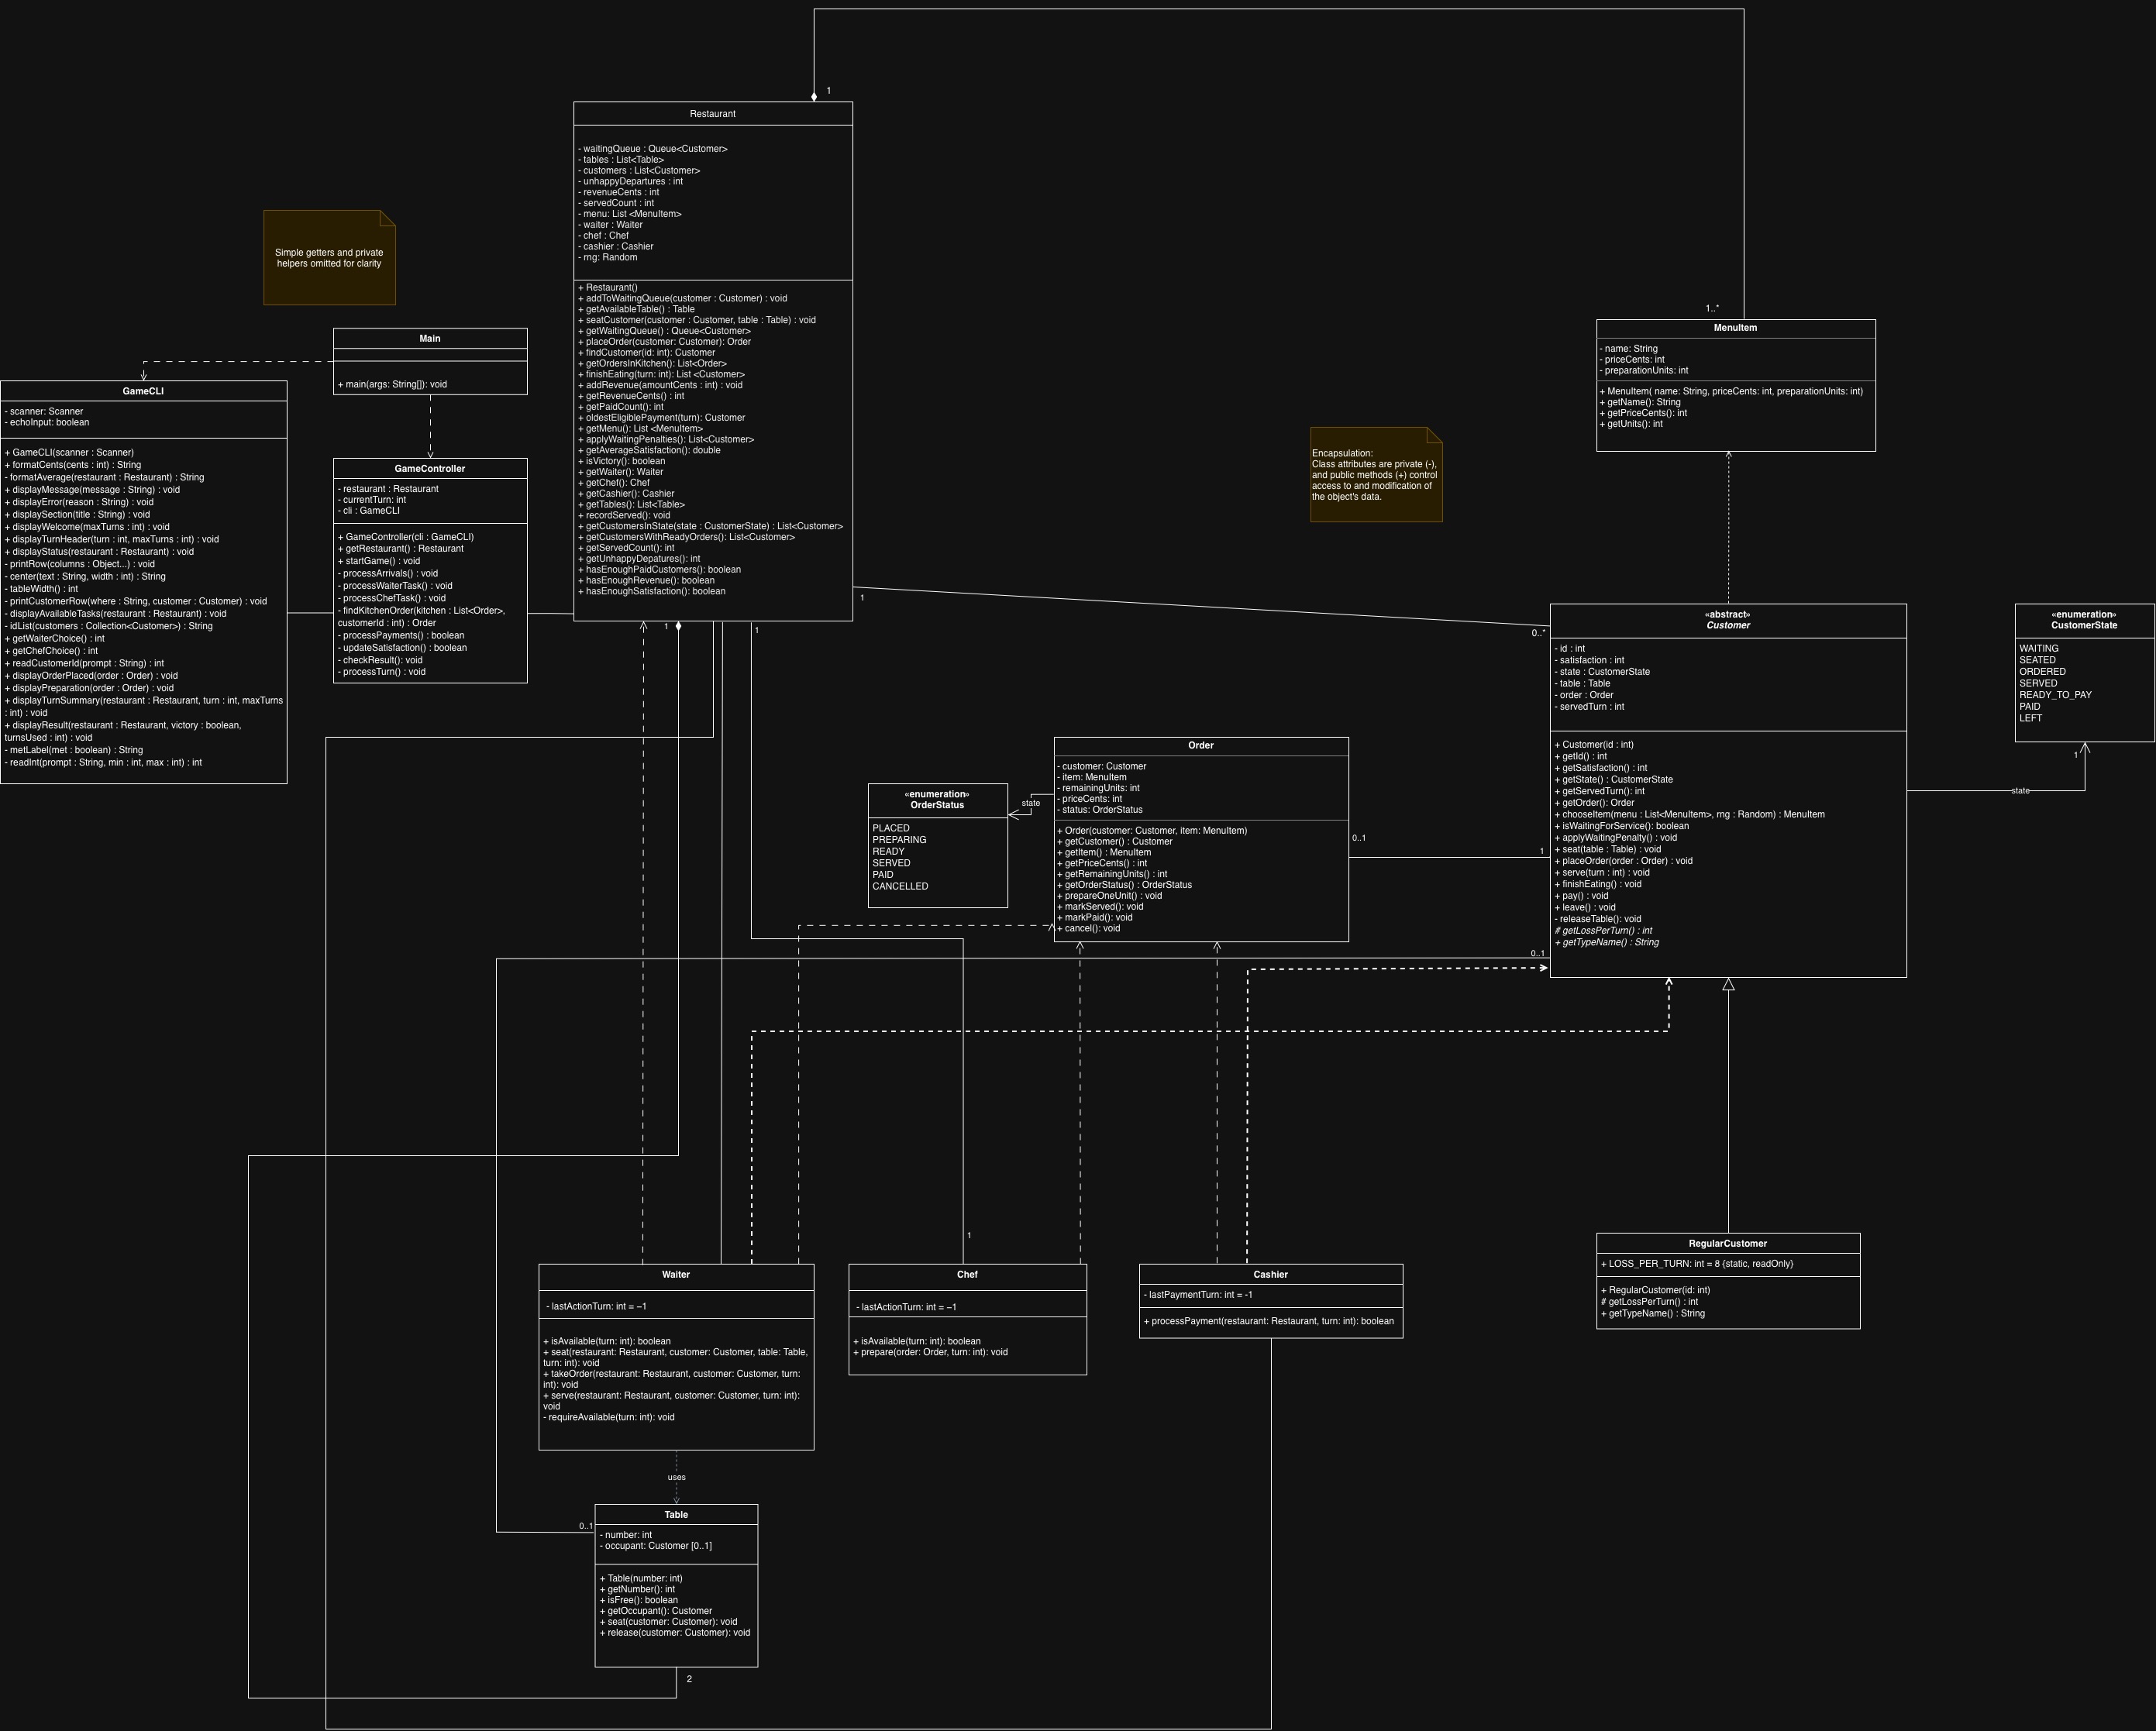 1
Restaurant
- waitingQueue : Queue<Customer>
- tables : List<Table>
- customers : List<Customer>
- unhappyDepartures : int
- revenueCents : int
- servedCount : int
- menu: List <MenuItem>
- waiter : Waiter
- chef : Chef
- cashier : Cashier
- rng: Random
+ Restaurant()
+ addToWaitingQueue(customer : Customer) : void
+ getAvailableTable() : Table
+ seatCustomer(customer : Customer, table : Table) : void
+ getWaitingQueue() : Queue<Customer>
+ placeOrder(customer: Customer): Order
+ findCustomer(id: int): Customer
+ getOrdersInKitchen(): List<Order>
+ finishEating(turn: int): List <Customer>
+ addRevenue(amountCents : int) : void
+ getRevenueCents() : int
+ getPaidCount(): int
+ oldestEligiblePayment(turn): Customer
+ getMenu(): List <MenuItem>
+ applyWaitingPenalties(): List<Customer>
+ getAverageSatisfaction(): double
+ isVictory(): boolean
+ getWaiter(): Waiter
+ getChef(): Chef
+ getCashier(): Cashier
+ getTables(): List<Table>
+ recordServed(): void
+ getCustomersInState(state : CustomerState) : List<Customer>
+ getCustomersWithReadyOrders(): List<Customer>
+ getServedCount(): int
+ getUnhappyDepatures(): int
+ hasEnoughPaidCustomers(): boolean
+ hasEnoughRevenue(): boolean
+ hasEnoughSatisfaction(): boolean
1
1
1
Simple getters and private
helpers omitted for clarity
Main
+ main(args: String[]): void
GameCLI
- scanner: Scanner
- echoInput: boolean
+ GameCLI(scanner : Scanner)
+ formatCents(cents : int) : String
- formatAverage(restaurant : Restaurant) : String
+ displayMessage(message : String) : void
+ displayError(reason : String) : void
+ displaySection(title : String) : void
+ displayWelcome(maxTurns : int) : void
+ displayTurnHeader(turn : int, maxTurns : int) : void
+ displayStatus(restaurant : Restaurant) : void
- printRow(columns : Object...) : void
- center(text : String, width : int) : String
- tableWidth() : int
- printCustomerRow(where : String, customer : Customer) : void
- displayAvailableTasks(restaurant : Restaurant) : void
- idList(customers : Collection<Customer>) : String
+ getWaiterChoice() : int
+ getChefChoice() : int
+ readCustomerId(prompt : String) : int
+ displayOrderPlaced(order : Order) : void
+ displayPreparation(order : Order) : void
+ displayTurnSummary(restaurant : Restaurant, turn : int, maxTurns
: int) : void
+ displayResult(restaurant : Restaurant, victory : boolean,
turnsUsed : int) : void
- metLabel(met : boolean) : String
- readInt(prompt : String, min : int, max : int) : int
GameController
- restaurant : Restaurant
- currentTurn: int
- cli : GameCLI
+ GameController(cli : GameCLI)
+ getRestaurant() : Restaurant
+ startGame() : void
- processArrivals() : void
- processWaiterTask() : void
- processChefTask() : void
- findKitchenOrder(kitchen : List<Order>,
customerId : int) : Order
- processPayments() : boolean
- updateSatisfaction() : boolean
- checkResult(): void
- processTurn() : void
1..*
MenuItem
- name: String
- priceCents: int
- preparationUnits: int
+ MenuItem( name: String, priceCents: int, preparationUnits: int)
+ getName(): String
+ getPriceCents(): int
+ getUnits(): int
Encapsulation:
Class attributes are private (-),
and public methods (+) control
access to and modification of
the object's data.
0..*
«abstract»
Customer
- id : int
- satisfaction : int
- state : CustomerState
- table : Table
- order : Order
- servedTurn : int
+ Customer(id : int)
+ getId() : int
+ getSatisfaction() : int
+ getState() : CustomerState
+ getServedTurn(): int
+ getOrder(): Order
+ chooseItem(menu : List<MenuItem>, rng : Random) : MenuItem
+ isWaitingForService(): boolean
+ applyWaitingPenalty() : void
+ seat(table : Table) : void
+ placeOrder(order : Order) : void
+ serve(turn : int) : void
+ finishEating() : void
+ pay() : void
+ leave() : void
- releaseTable(): void
# getLossPerTurn() : int
+ getTypeName() : String
«enumeration»
CustomerState
WAITING
SEATED
ORDERED
SERVED
READY_TO_PAY
PAID
LEFT
1
state
Order
- customer: Customer
- item: MenuItem
- remainingUnits: int
- priceCents: int
- status: OrderStatus
+ Order(customer: Customer, item: MenuItem)
+ getCustomer() : Customer
+ getItem() : MenuItem
+ getPriceCents() : int
+ getRemainingUnits() : int
+ getOrderStatus() : OrderStatus
+ prepareOneUnit() : void
+ markServed(): void
+ markPaid(): void
+ cancel(): void
«enumeration»
OrderStatus
PLACED
PREPARING
READY
SERVED
PAID
CANCELLED
state
0..1
1
0..1
1
Waiter
- lastActionTurn: int = −1
+ isAvailable(turn: int): boolean
+ seat(restaurant: Restaurant, customer: Customer, table: Table,
turn: int): void
+ takeOrder(restaurant: Restaurant, customer: Customer, turn:
int): void
+ serve(restaurant: Restaurant, customer: Customer, turn: int):
void
- requireAvailable(turn: int): void
Chef
- lastActionTurn: int = −1
+ isAvailable(turn: int): boolean
+ prepare(order: Order, turn: int): void
Cashier
- lastPaymentTurn: int = -1
+ processPayment(restaurant: Restaurant, turn: int): boolean
RegularCustomer
+ LOSS_PER_TURN: int = 8 {static, readOnly}
+ RegularCustomer(id: int)
# getLossPerTurn() : int
+ getTypeName() : String
uses
0..1
Table
- number: int
- occupant: Customer [0..1]
+ Table(number: int)
+ getNumber(): int
+ isFree(): boolean
+ getOccupant(): Customer
+ seat(customer: Customer): void
+ release(customer: Customer): void
2